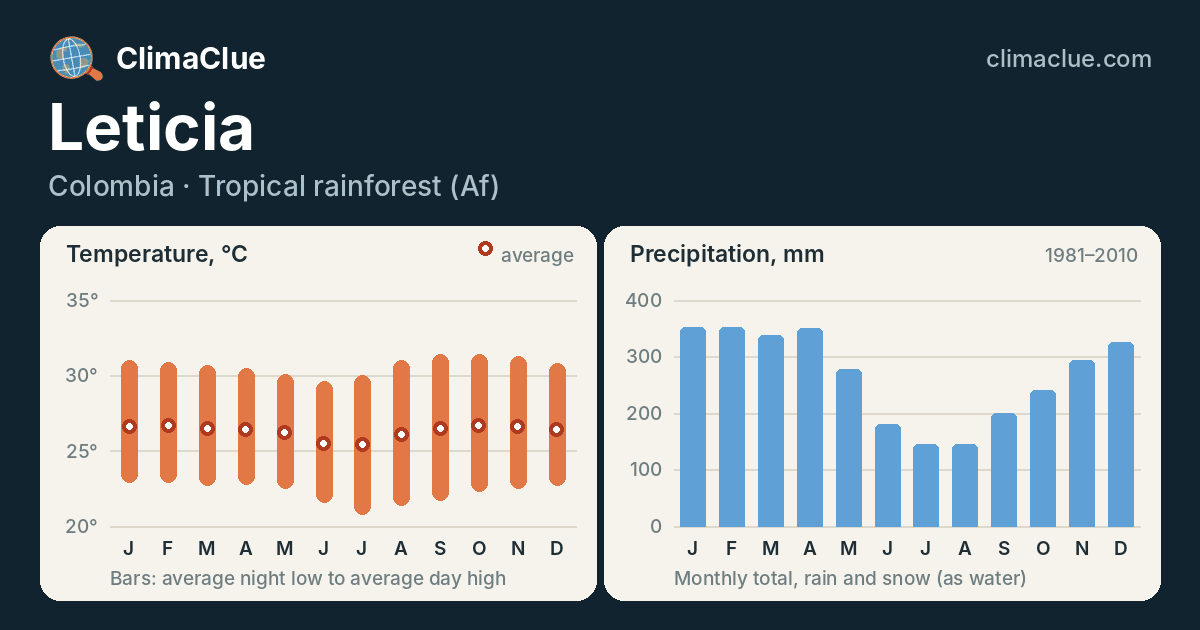 ClimaClue
climaclue.com
Leticia
Colombia · Tropical rainforest (Af)
Temperature, °C
average
35°
30°
25°
20°
J F M A M J J A S O N D
Bars: average night low to average day high
Precipitation, mm
1981–2010
400
300
200
100
0
J F M A M J J A S O N D
Monthly total, rain and snow (as water)